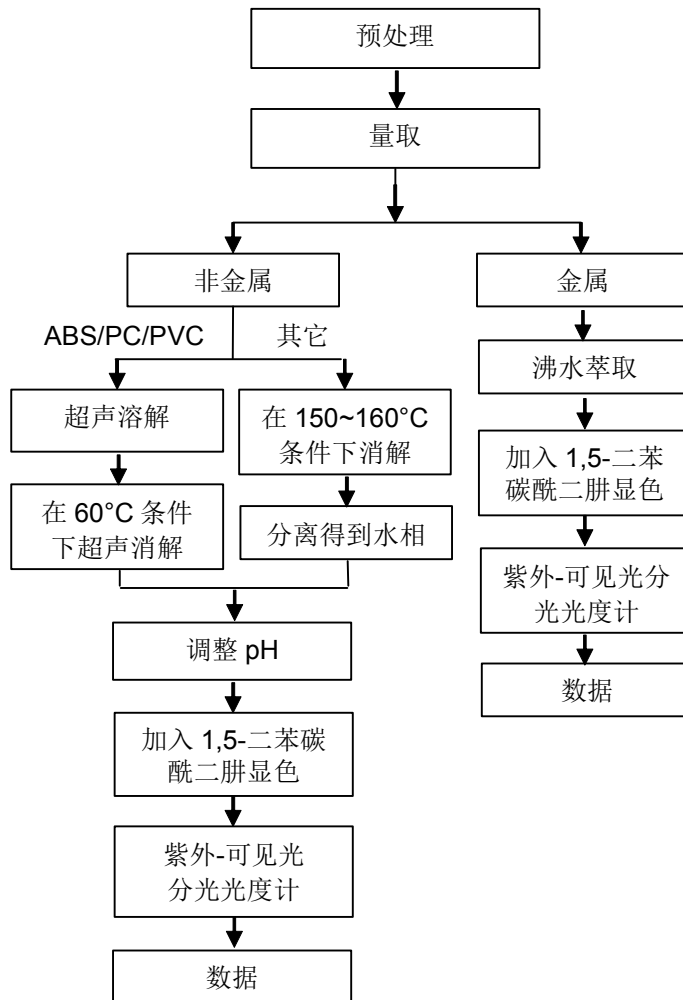 预处理
量取
非金属
金属
ABS/PC/PVC
其它
沸水萃取
超声溶解
在 150~160°C
条件下消解
加入 1,5-二苯
碳酰二肼显色
在 60°C 条件
下超声消解
分离得到水相
紫外-可见光分
光光度计
调整 pH
数据
加入 1,5-二苯碳
酰二肼显色
紫外-可见光
分光光度计
数据